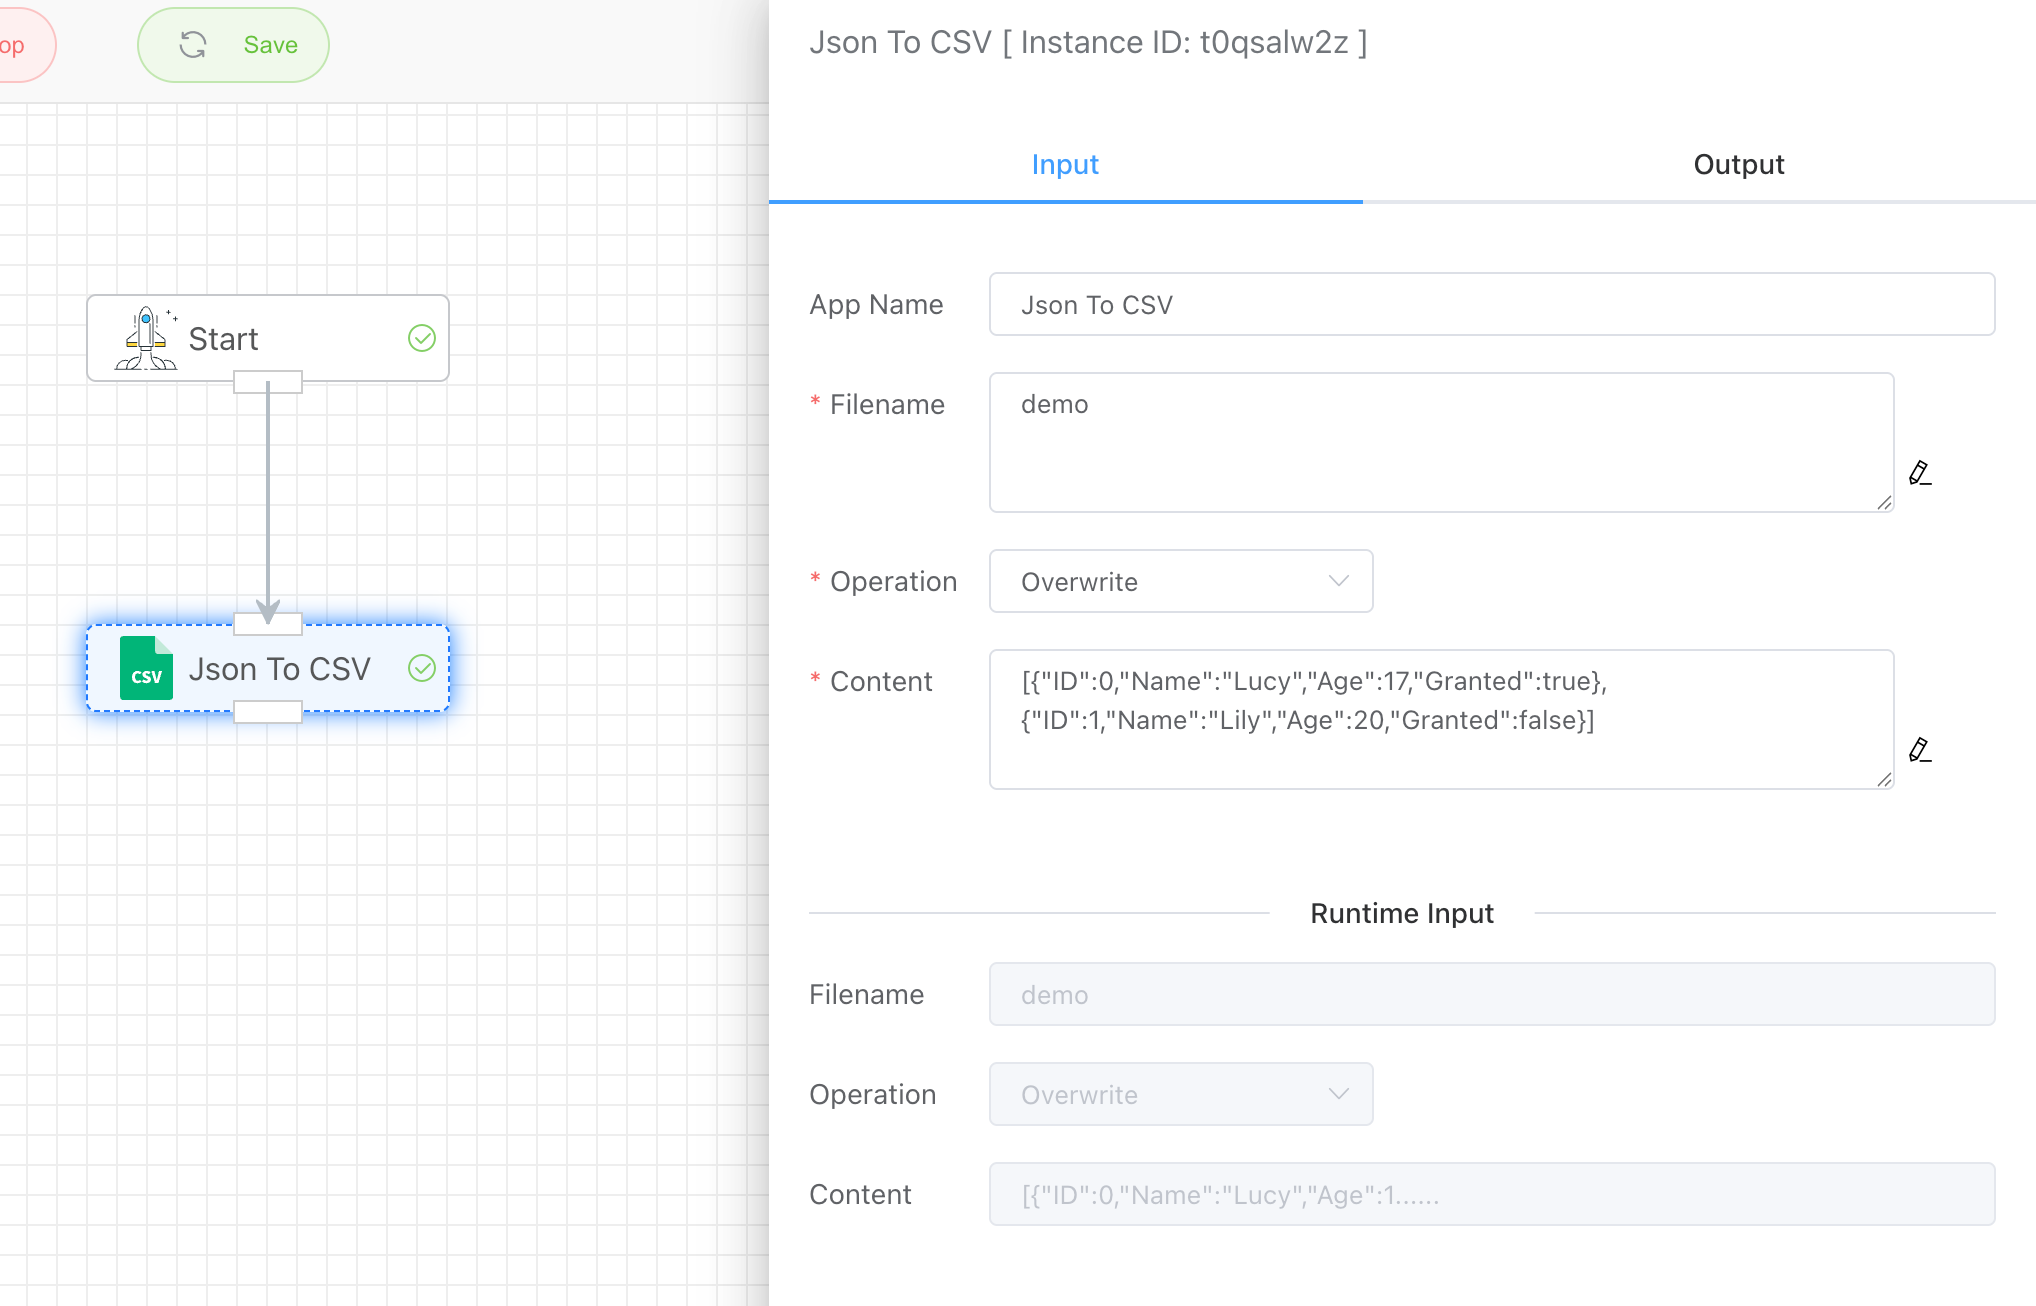 op
Save
Start
CSV
Json To CSV
Json To CSV [ Instance ID: t0qsalw2z ]
Input
Output
App Name
Json To CSV
* Filename
demo
* Operation
Overwrite
* Content
[{"ID":0,"Name":"Lucy","Age":17,"Granted":true},
{"ID":1,"Name":"Lily","Age":20,"Granted":false}]
Runtime Input
Filename
demo
Operation
Overwrite
Content
[{"ID":0,"Name":"Lucy","Age":1......